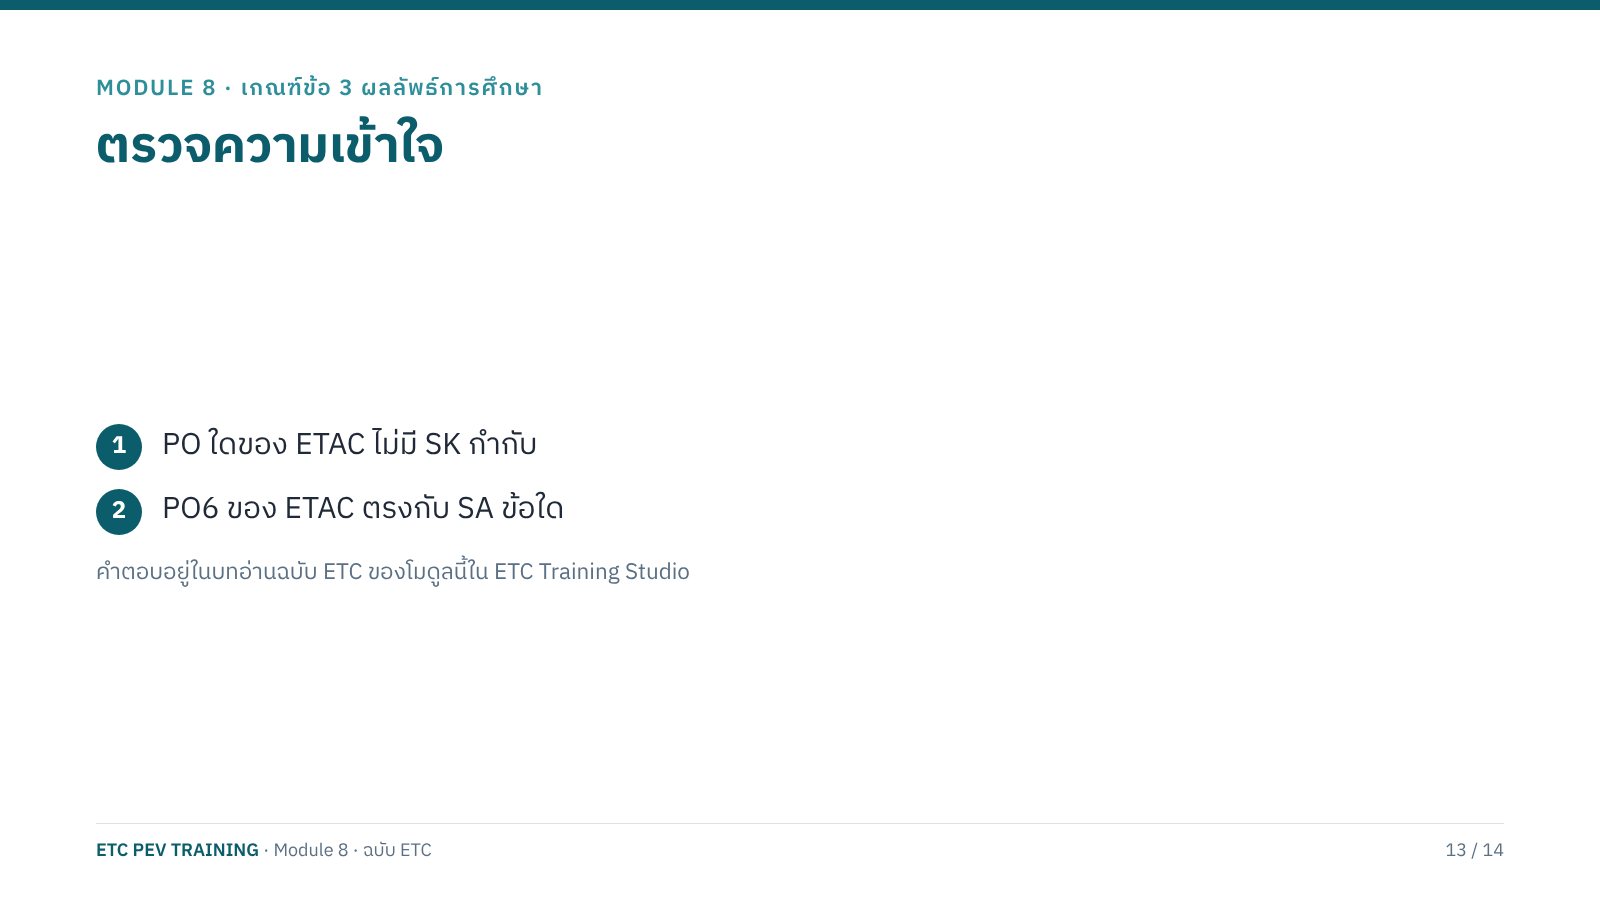 MODULE 8 · เกณฑ์ข้อ 3 ผลลัพธ์การศึกษา
ตรวจความเข้าใจ
1 PO ใดของ ETAC ไม่มี SK กำกับ
2 PO6 ของ ETAC ตรงกับ SA ข้อใด
คำตอบอยู่ในบทอ่านฉบับ ETC ของโมดูลนี้ใน ETC Training Studio
ETC PEV TRAINING · Module 8 · ฉบับ ETC
13 / 14